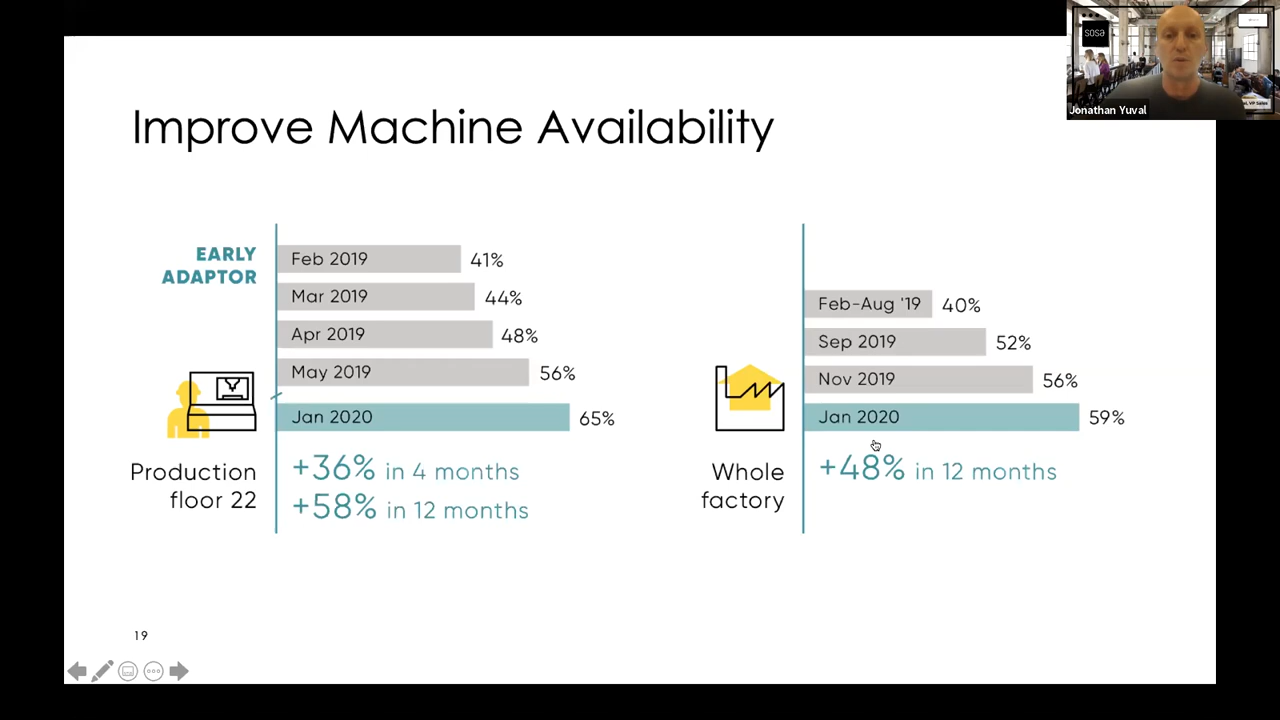 sosa
Jonathan Yuval
VP Sales
Improve Machine Availability
EARLY
ADAPTOR
Feb 2019 41%
Mar 2019 44%
Apr 2019 48%
May 2019 56%
Jan 2020 65%
Production
floor 22
+36% in 4 months
+58% in 12 months
Feb-Aug '19 40%
Sep 2019 52%
Nov 2019 56%
Jan 2020 59%
Whole
factory
+48% in 12 months
19